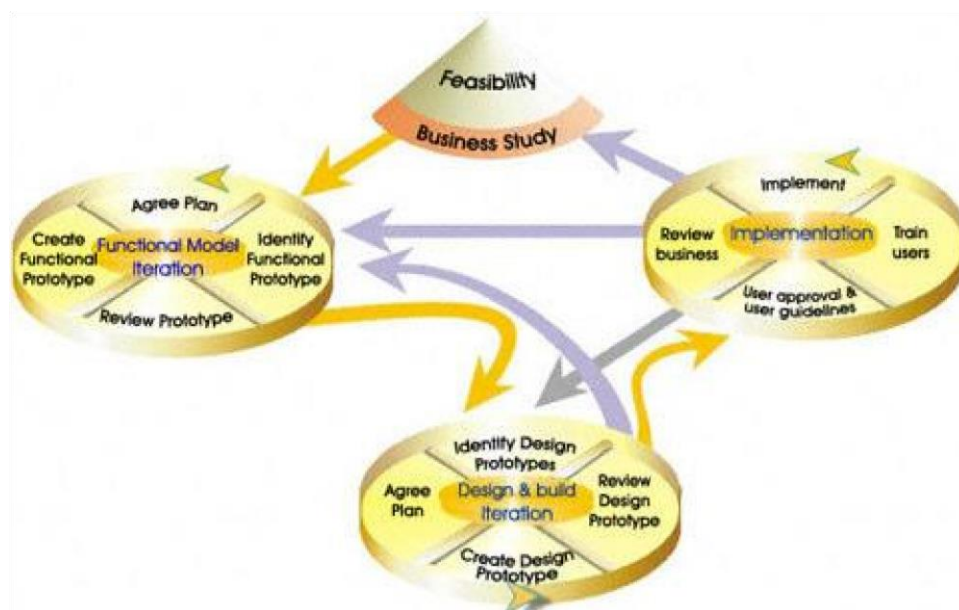 Feasibility
Business Study
Agree Plan
Create
Functional
Prototype
Functional Model
Iteration
Identify
Functional
Prototype
Review Prototype
Implement
Review
business
Implementation
Train
users
User approval &
user guidelines
Identify Design
Prototypes
Agree
Plan
Design & build
Iteration
Review
Design
Prototype
Create Design
Prototype